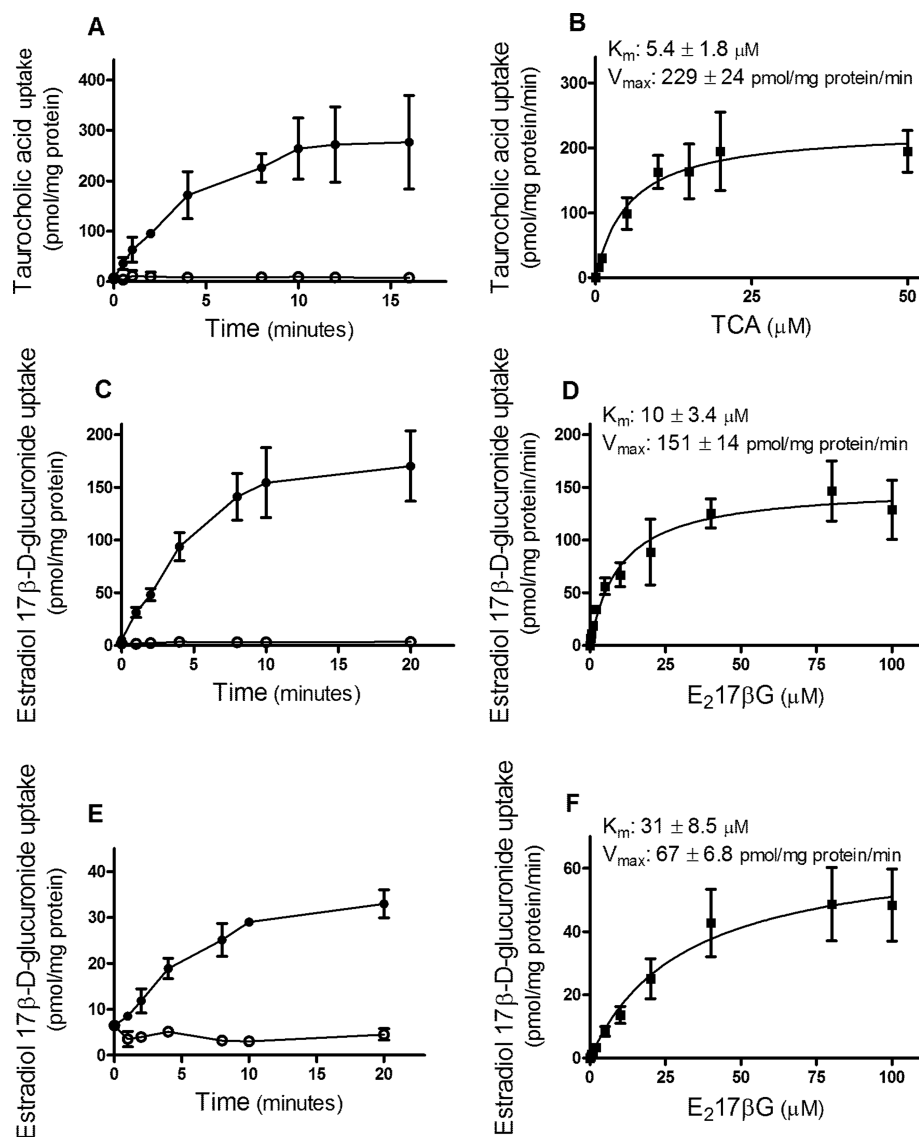 A
Taurocholic acid uptake
(pmol/mg protein)
400
300
200
100
0
5
10
15
Time (minutes)
B
Km: 5.4 ± 1.8 μM
Vmax: 229 ± 24 pmol/mg protein/min
Taurocholic acid uptake
(pmol/mg protein/min)
300
200
100
0
0
25
50
TCA (μM)
C
Estradiol 17β-D-glucuronide uptake
(pmol/mg protein)
200
150
100
50
0
0
10
20
Time (minutes)
D
Km: 10 ± 3.4 μM
Vmax: 151 ± 14 pmol/mg protein/min
Estradiol 17β-D-glucuronide uptake
(pmol/mg protein/min)
200
150
100
50
0
0
25
50
75
100
E₂17βG (μM)
E
Estradiol 17β-D-glucuronide uptake
(pmol/mg protein)
40
30
20
10
0
0
5
10
15
20
Time (minutes)
F
Km: 31 ± 8.5 μM
Vmax: 67 ± 6.8 pmol/mg protein/min
Estradiol 17β-D-glucuronide uptake
(pmol/mg protein/min)
60
40
20
0
0
25
50
75
100
E₂17βG (μM)